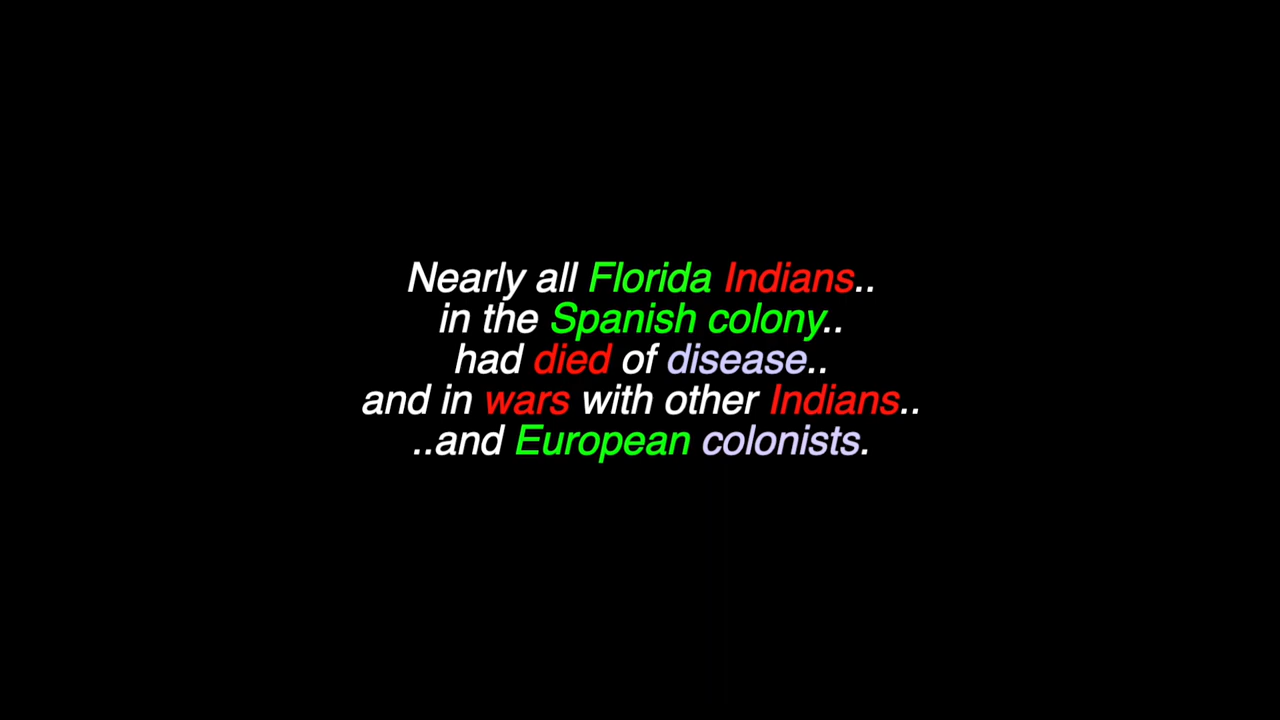 Nearly all Florida Indians..
in the Spanish colony..
had died of disease..
and in wars with other Indians..
..and European colonists.